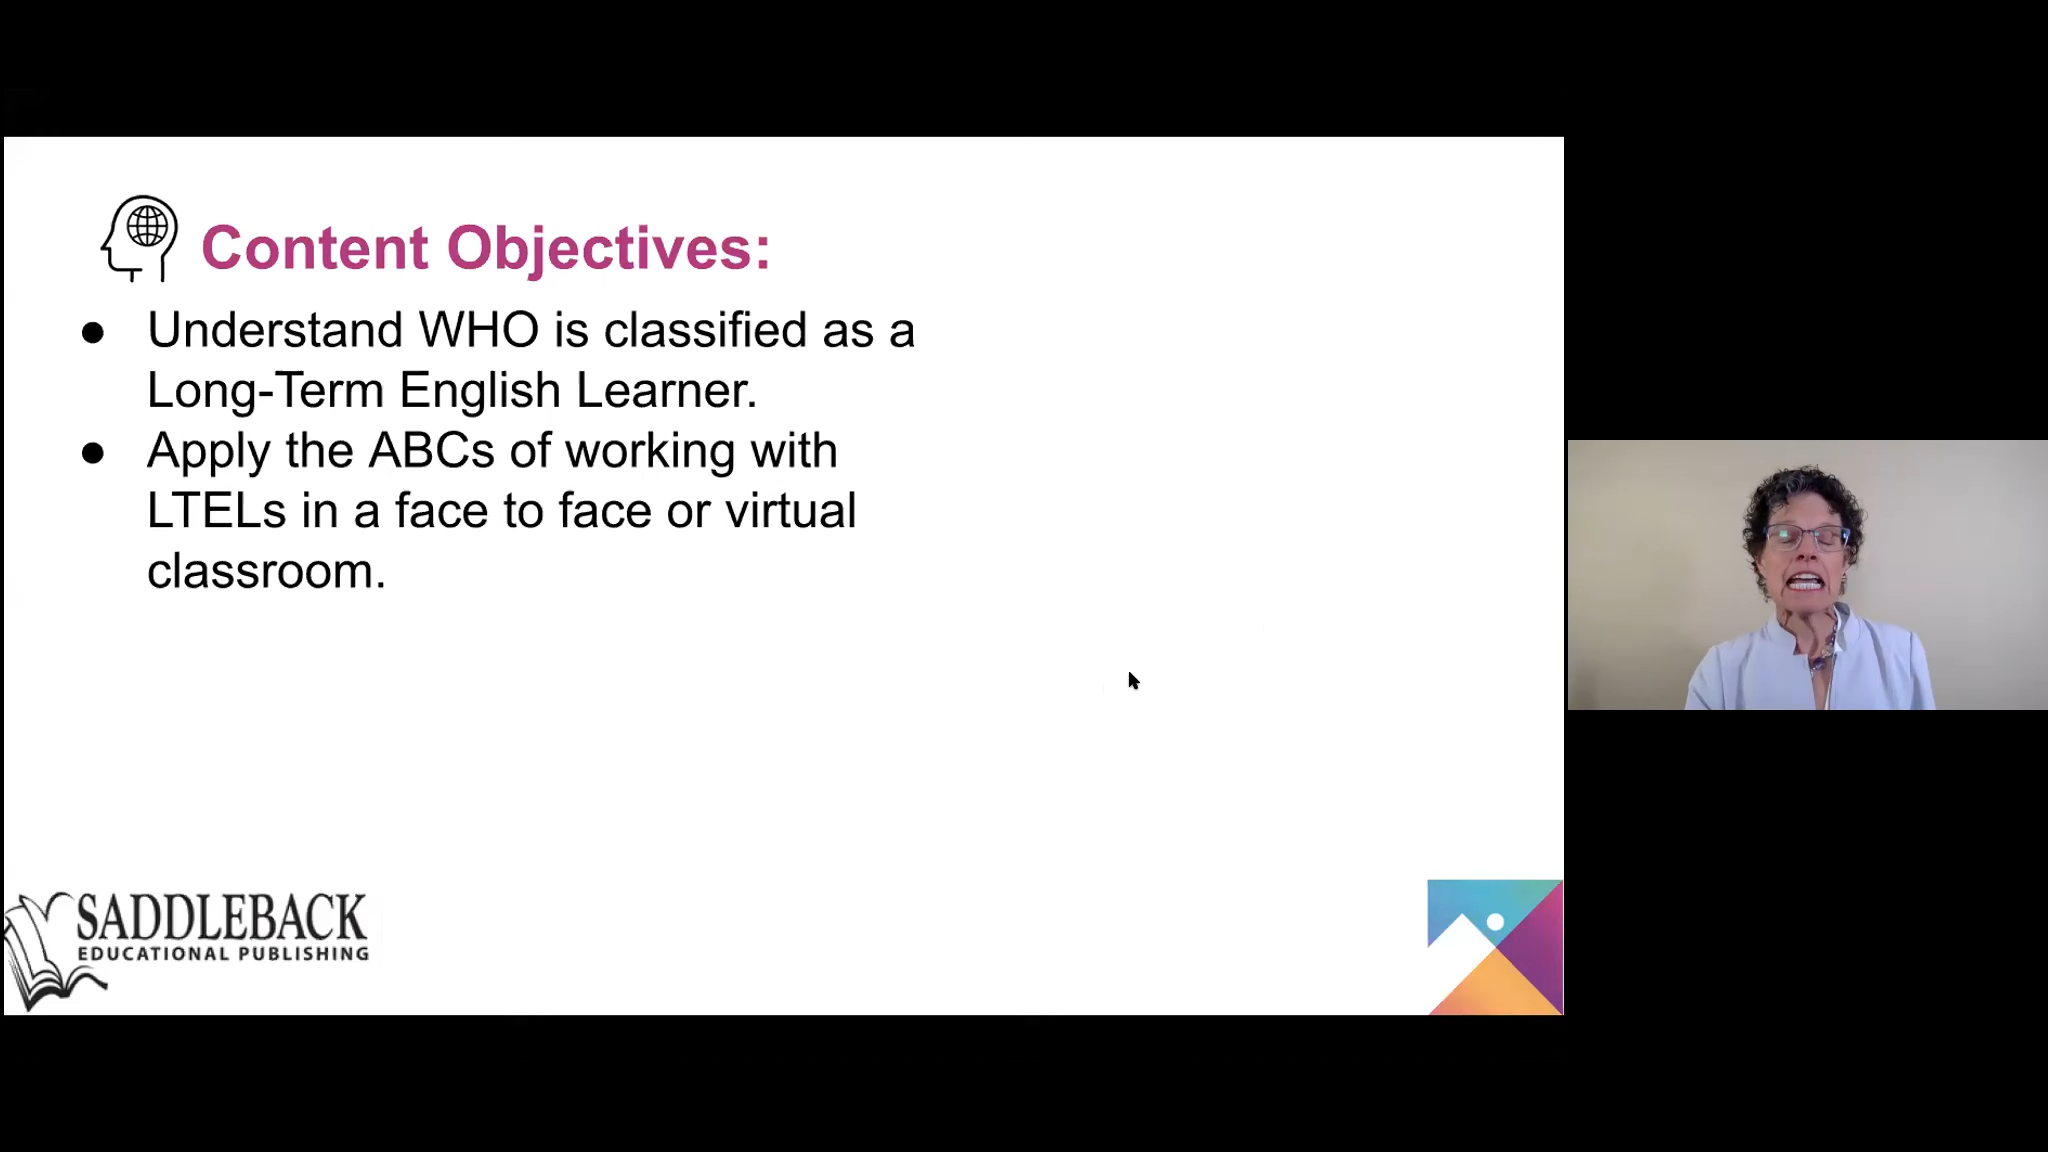 Content Objectives:
● Understand WHO is classified as a
Long-Term English Learner.
● Apply the ABCs of working with
LTELs in a face to face or virtual
classroom.
SADDLEBACK
EDUCATIONAL PUBLISHING